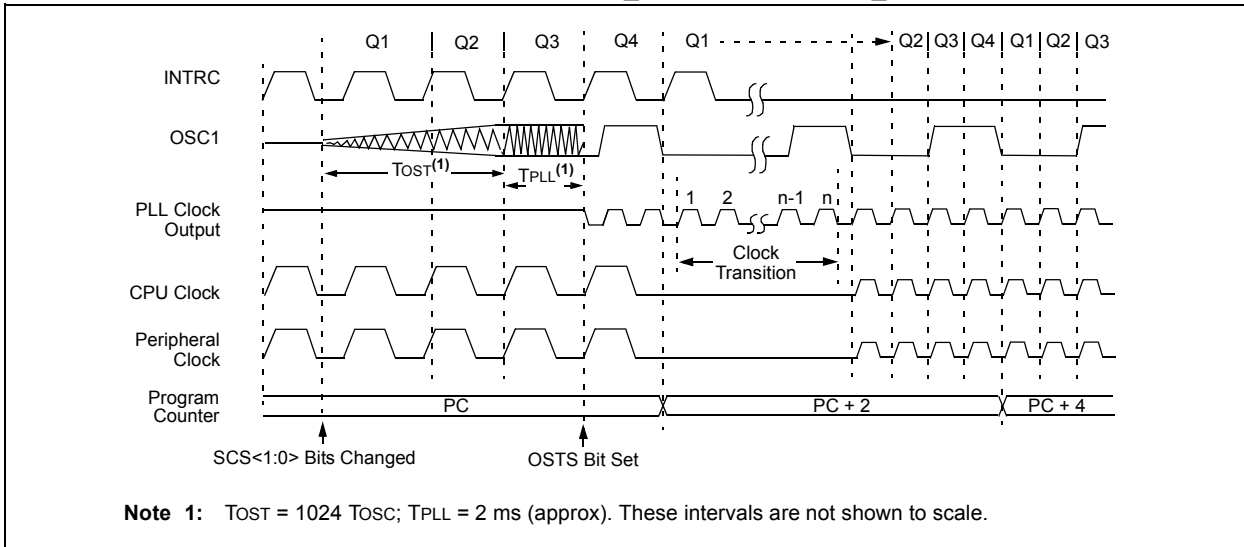 Q1 Q2 Q3 Q4 Q1 Q2 Q3 Q4 Q1 Q2 Q3
INTRC
OSC1
TOST(1)
TPLL(1)
1 2 n-1 n
PLL Clock
Output
Clock
Transition
CPU Clock
Peripheral
Clock
Program
Counter
PC PC + 2 PC + 4
SCS<1:0> Bits Changed OSTS Bit Set
Note 1: TOST = 1024 TOSC; TPLL = 2 ms (approx). These intervals are not shown to scale.